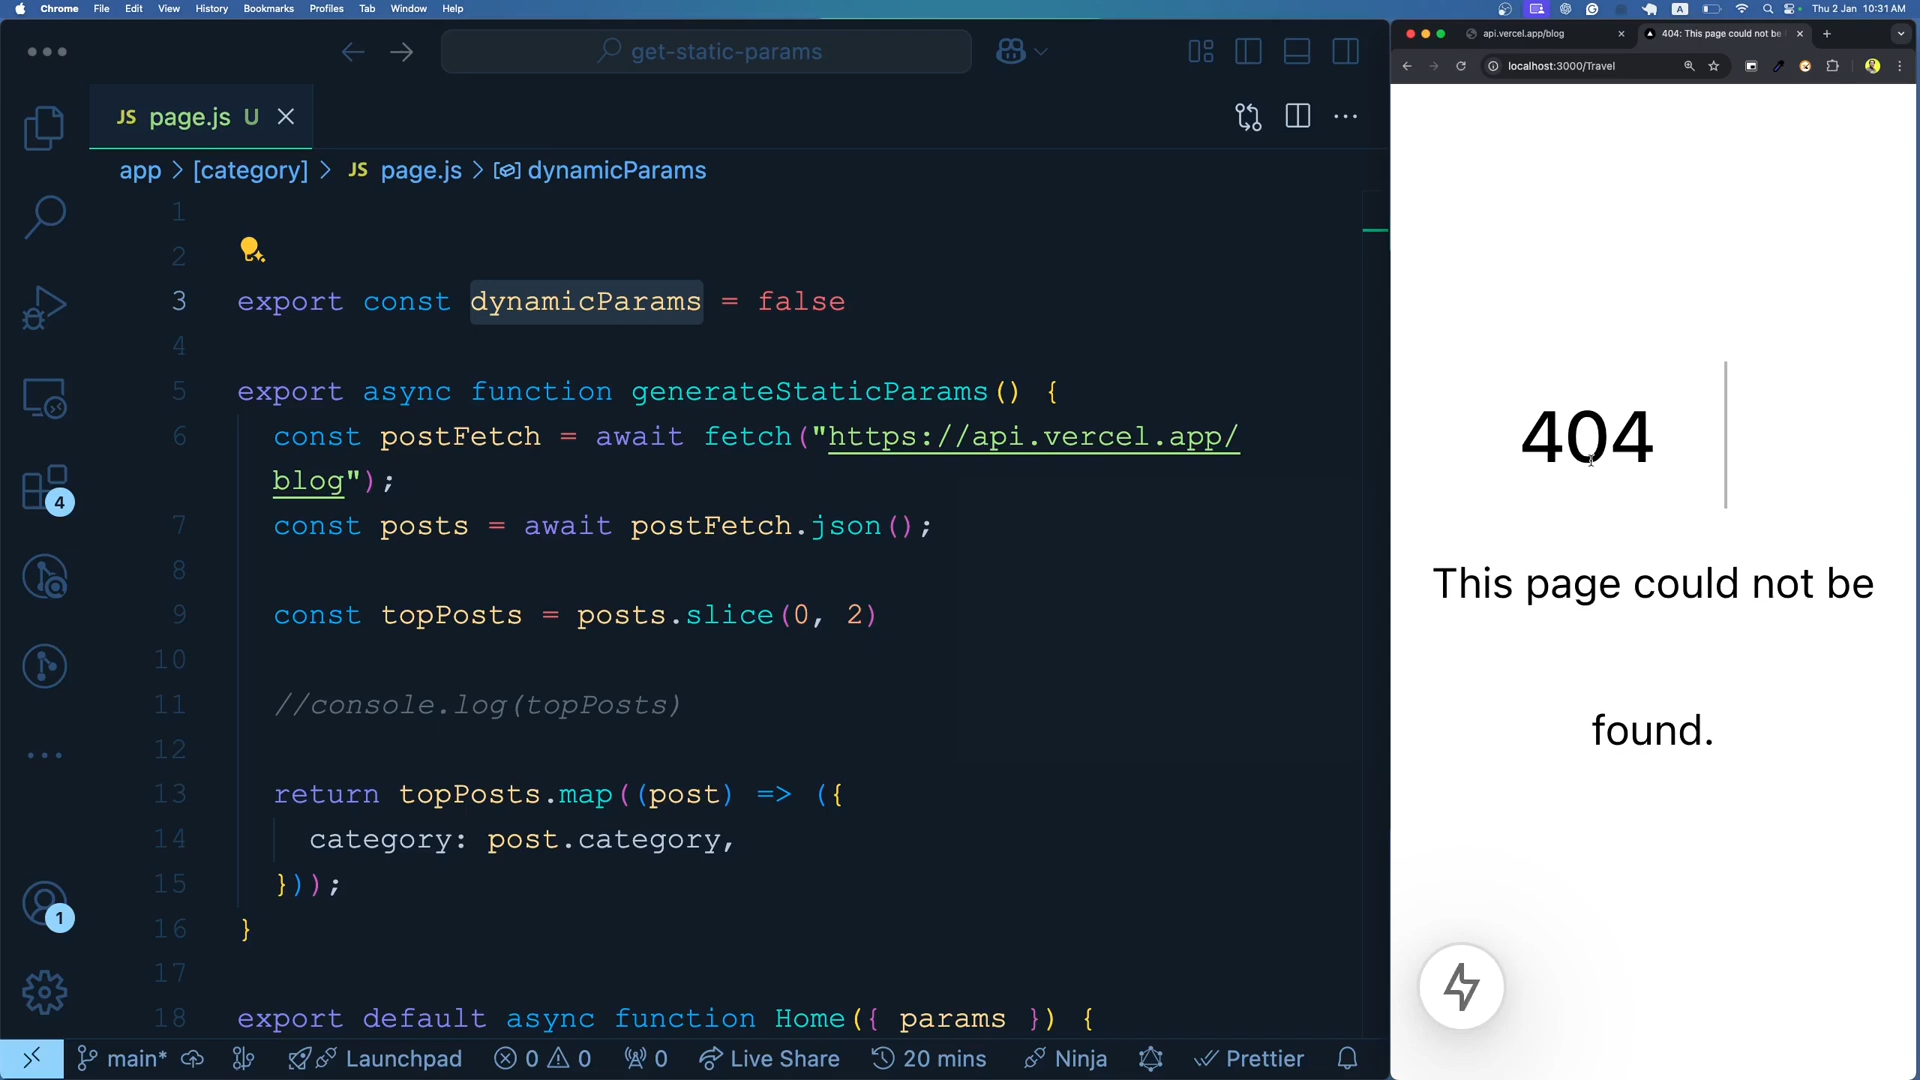 Chrome File Edit View History Bookmarks Profiles Tab Window Help
A Thu 2 Jan 10:31 AM
get-static-params
api.vercel.app/blog
404: This page could not be
localhost:3000/Travel
JS page.js U
app > [category] > JS page.js > dynamicParams
1
2
3 export const dynamicParams = false
4
5 export async function generateStaticParams() {
6 const postFetch = await fetch("https://api.vercel.app/
blog");
7 const posts = await postFetch.json();
8
9 const topPosts = posts.slice(0, 2)
10
11 //console.log(topPosts)
12
13 return topPosts.map((post) => ({
14 category: post.category,
15 }));
16 }
17
18 export default async function Home({ params }) {
4
1
404
This page could not be
found.
main* Launchpad 0 0 0 Live Share 20 mins Ninja Prettier